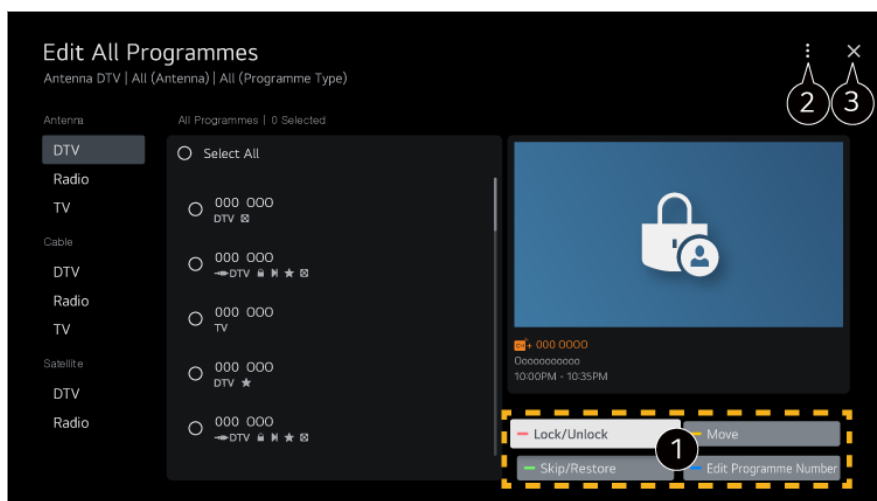 Edit All Programmes
Antenna DTV | All (Antenna) | All (Programme Type)
2
3
Antenna
DTV
Radio
TV
Cable
DTV
Radio
TV
Satellite
DTV
Radio
All Programmes | 0 Selected
Select All
000 000
DTV
000 000
DTV
000 000
TV
000 000
DTV
000 000
DTV
000 0000
Oooooooooooo
10:00PM - 10:35PM
Lock/Unlock
1
Move
Skip/Restore
Edit Programme Number